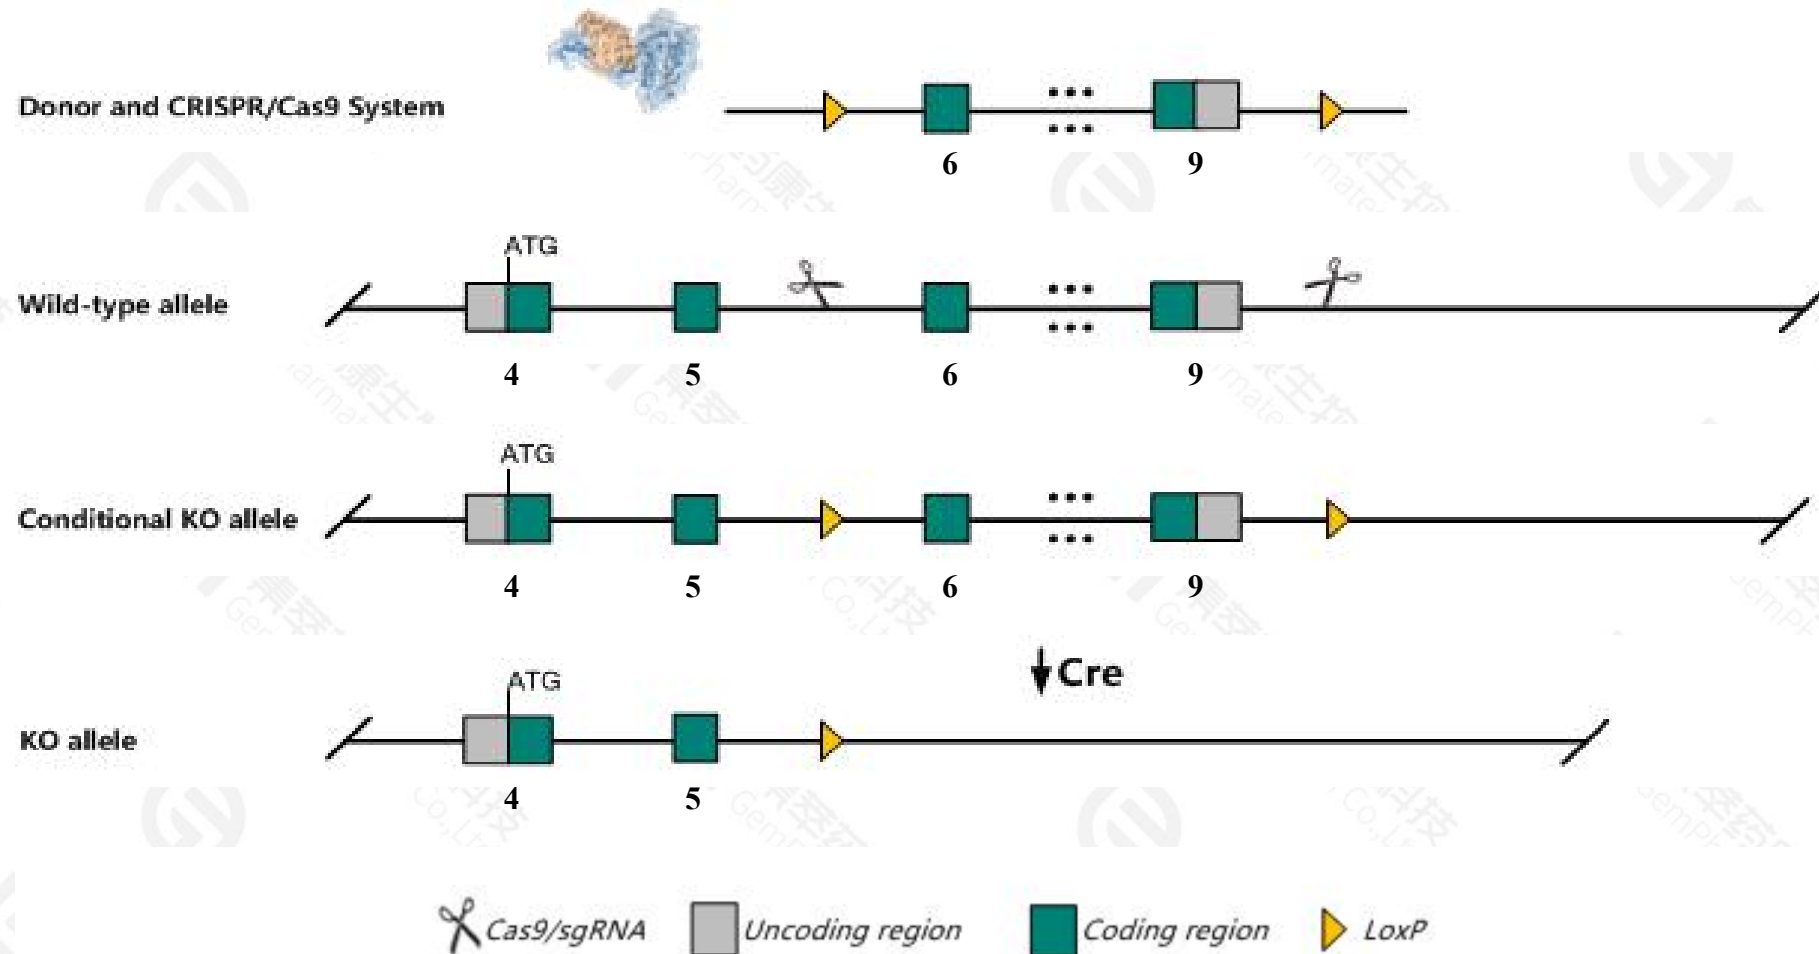 Donor and CRISPR/Cas9 System
6 9
ATG
Wild-type allele
4 5 6 9
ATG
Conditional KO allele
4 5 6 9
Cre
ATG
KO allele
4 5
Cas9/sgRNA Uncoding region Coding region LoxP